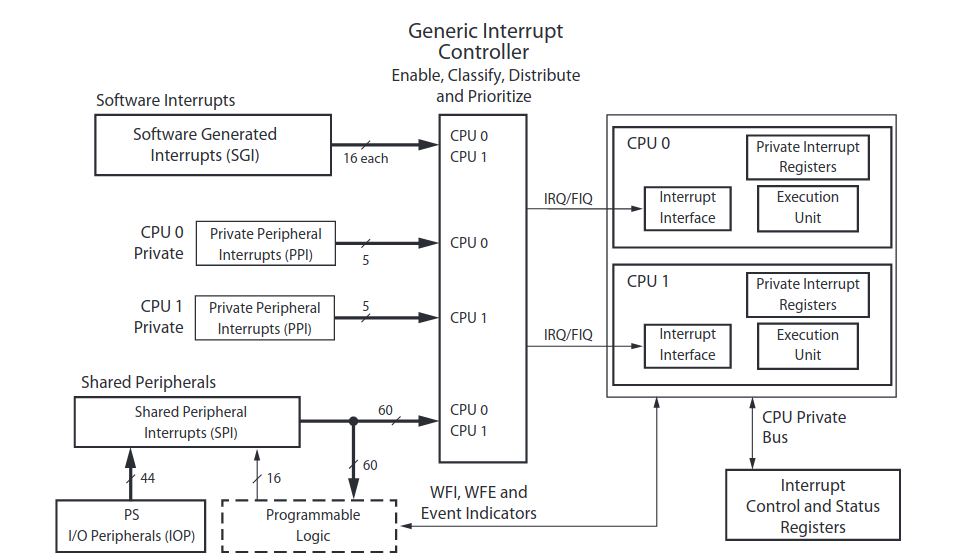 Generic Interrupt
Controller
Enable, Classify, Distribute
and Prioritize
Software Interrupts
Software Generated
Interrupts (SGI)
16 each
CPU 0
CPU 1
CPU 0
Private
Private Peripheral
Interrupts (PPI)
5
CPU 0
CPU 1
Private
Private Peripheral
Interrupts (PPI)
5
CPU 1
Shared Peripherals
Shared Peripheral
Interrupts (SPI)
60
CPU 0
CPU 1
44
16
60
PS
I/O Peripherals (IOP)
Programmable
Logic
WFI, WFE and
Event Indicators
IRQ/FIQ
CPU 0
Private Interrupt
Registers
Interrupt
Interface
Execution
Unit
IRQ/FIQ
CPU 1
Private Interrupt
Registers
Interrupt
Interface
Execution
Unit
CPU Private
Bus
Interrupt
Control and Status
Registers